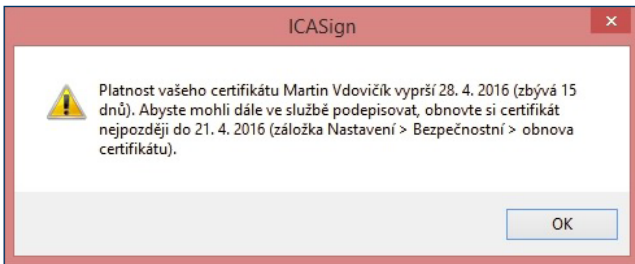 ICASign
Platnost vašeho certifikátu Martin Vdovičík vyprší 28. 4. 2016 (zbývá 15
dnů). Abyste mohli dále ve službě podepisovat, obnovte si certifikát
nejpozději do 21. 4. 2016 (záložka Nastavení > Bezpečnostní > obnova
certifikátu).
OK